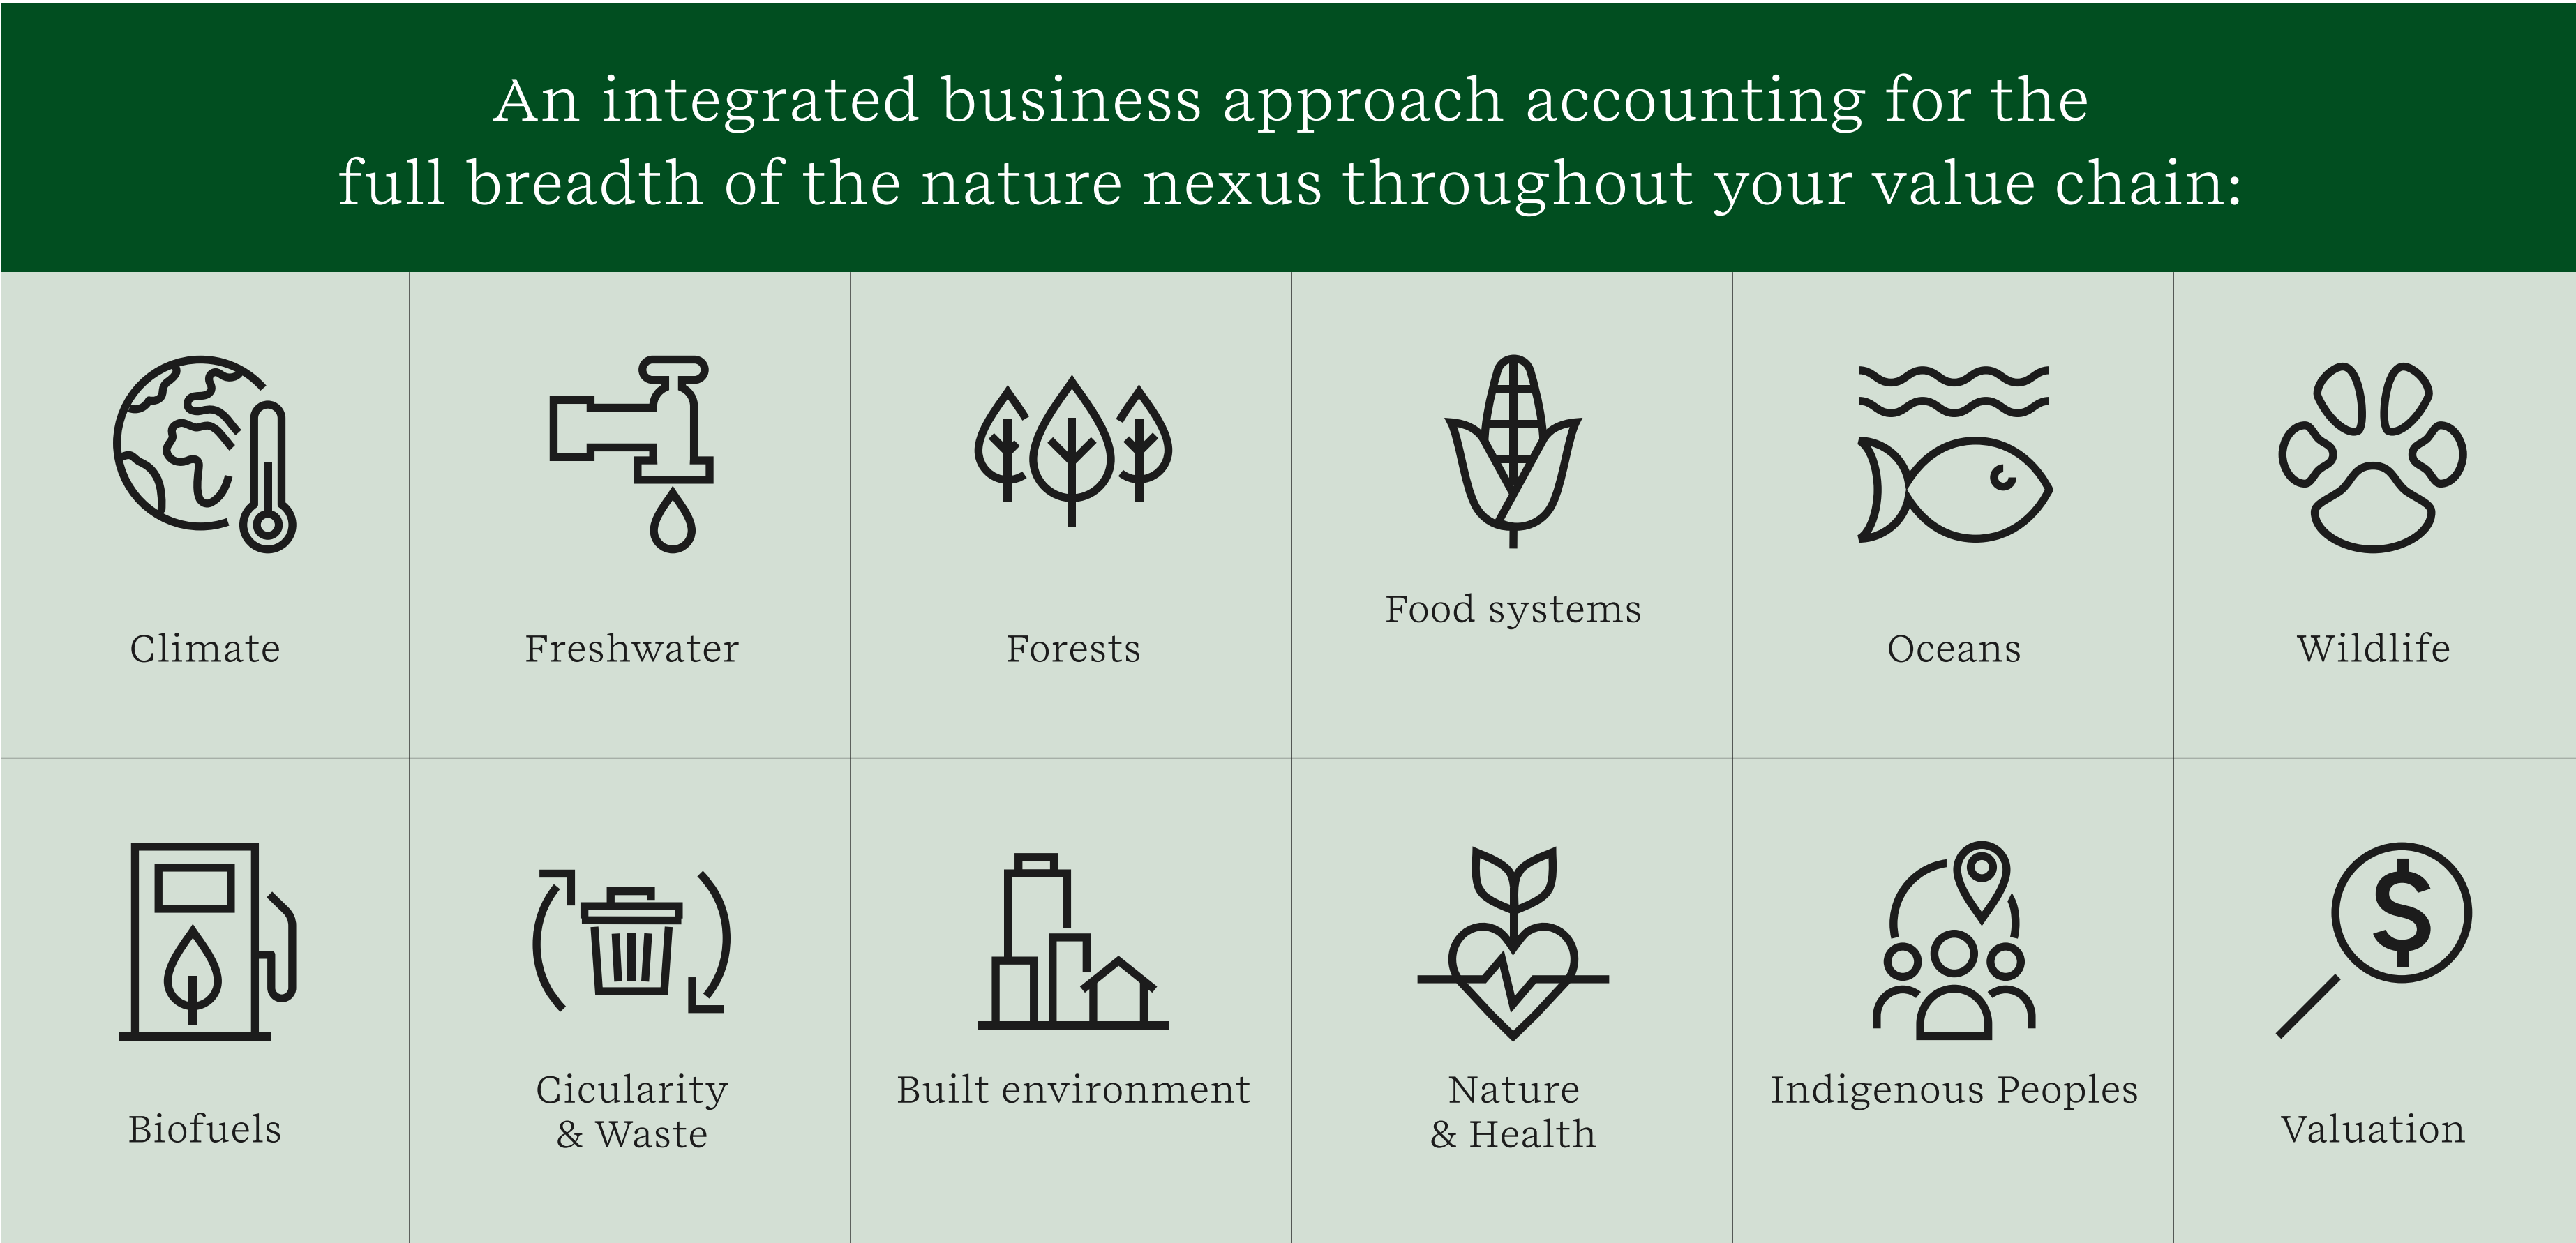 An integrated business approach accounting for the
full breadth of the nature nexus throughout your value chain:
Climate
Freshwater
Forests
Food systems
Oceans
Wildlife
Biofuels
Cicularity
& Waste
Built environment
Nature
& Health
Indigenous Peoples
Valuation